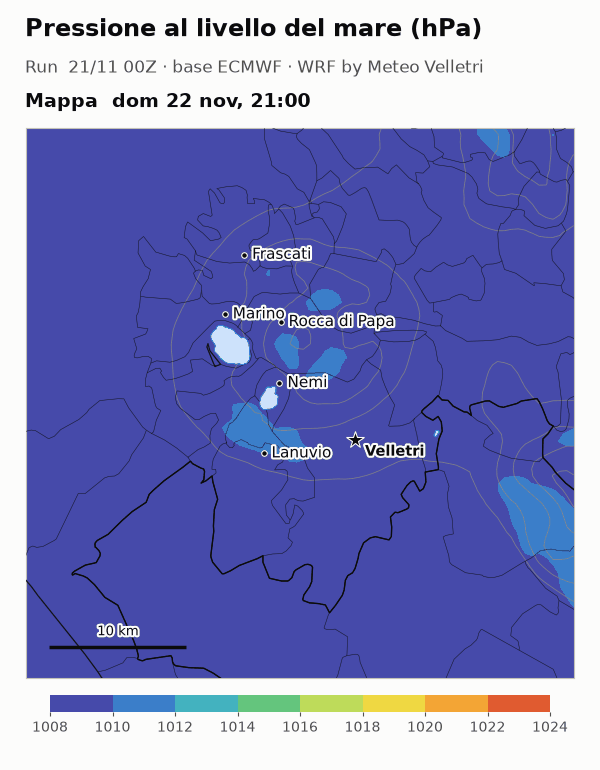 Pressione al livello del mare (hPa)
Run  21/11 00Z · base ECMWF · WRF by Meteo Velletri
Mappa  dom 22 nov, 21:00
Frascati
Marino
Rocca di Papa
Nemi
Velletri
Lanuvio
10 km
1008 1010 1012 1014 1016 1018 1020 1022 1024